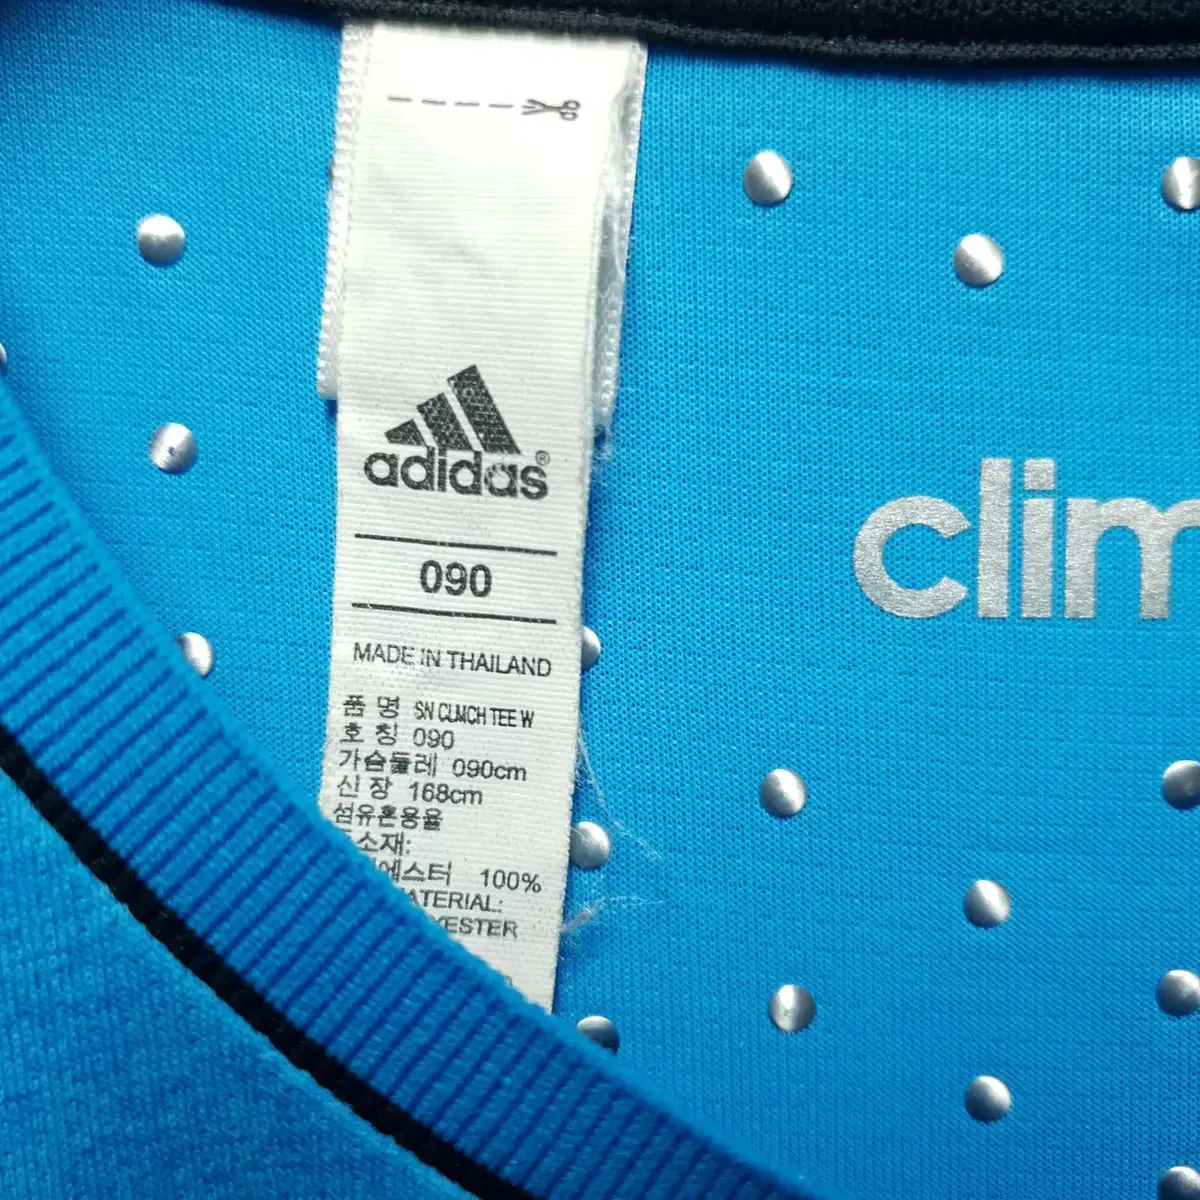 adidas®
090
MADE IN THAILAND
품 명 SN CLMCH TEE W
호 칭 090
가슴둘레 090cm
신 장 168cm
섬유혼용율
소재:
에스터 100%
ATERIAL:
YESTER
clim